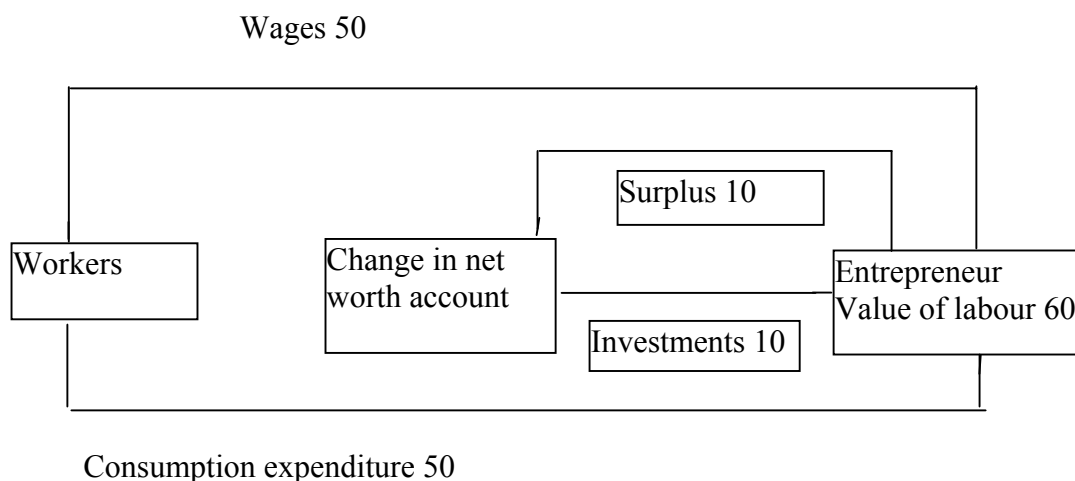 Wages 50
Surplus 10
Workers
Change in net
worth account
Entrepreneur
Value of labour 60
Investments 10
Consumption expenditure 50